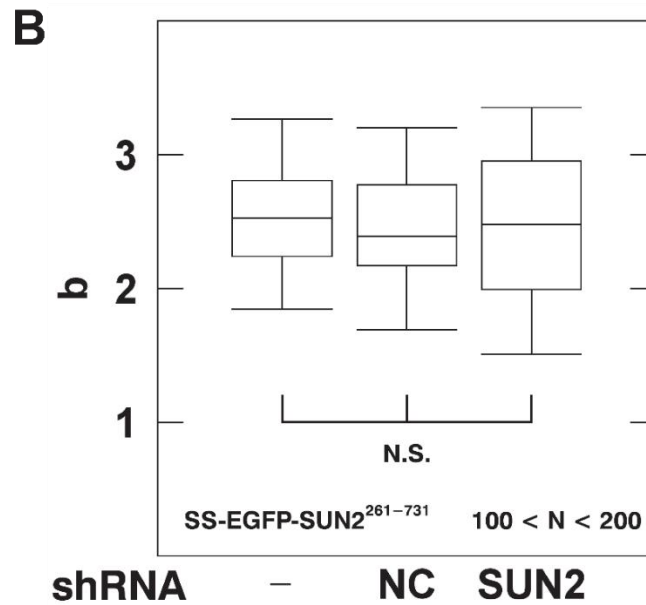 B
3
2
1
b
N.S.
SS-EGFP-SUN2²⁶¹⁻⁷³¹ 100 < N < 200
shRNA – NC SUN2